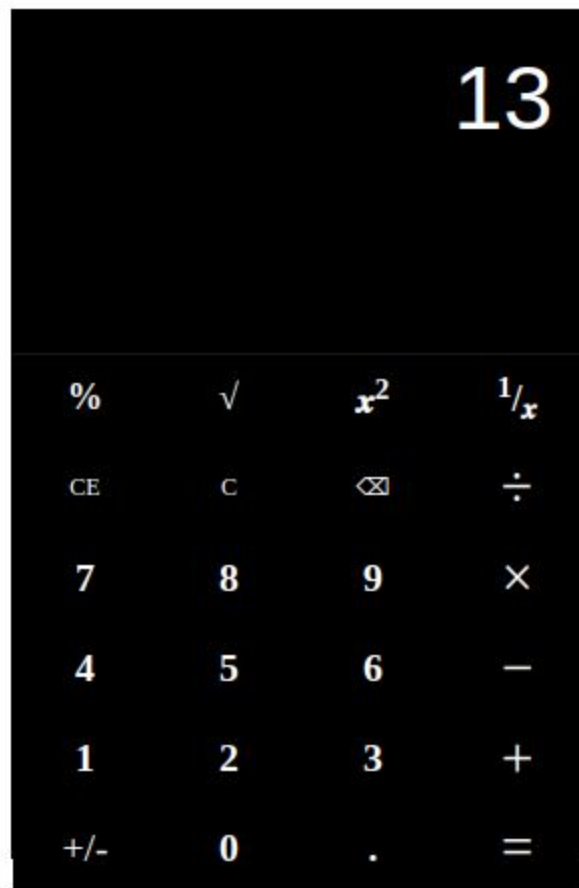 13
% √ x² ¹/x
CE C ⌫ ÷
7 8 9 ×
4 5 6 −
1 2 3 +
+/- 0 . =